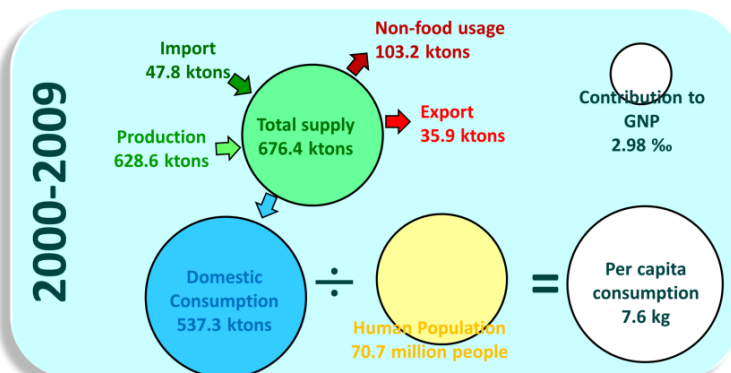 2000-2009
Import
47.8 ktons
Production
628.6 ktons
Total supply
676.4 ktons
Non-food usage
103.2 ktons
Export
35.9 ktons
Contribution to
GNP
2.98 ‰
Domestic
Consumption
537.3 ktons
÷
Human Population
70.7 million people
=
Per capita
consumption
7.6 kg